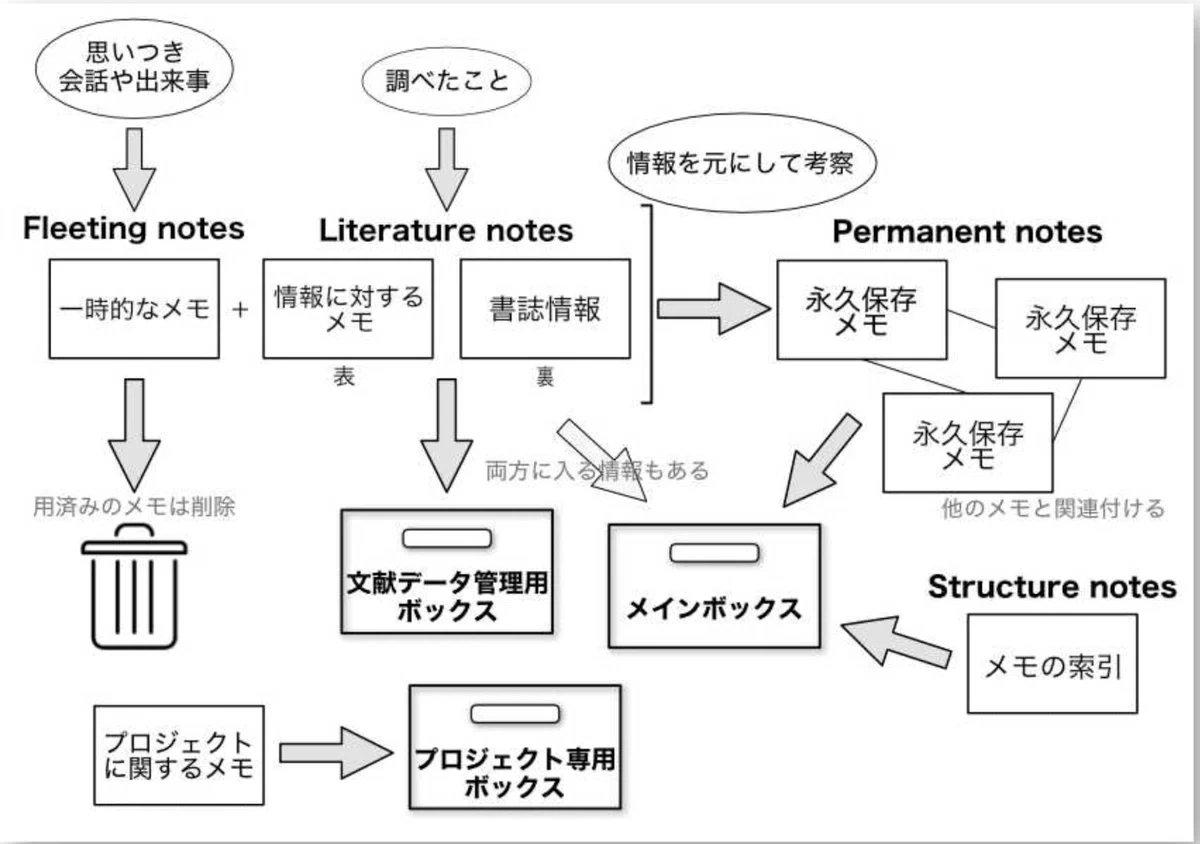 思いつき
会話や出来事
調べたこと
情報を元にして考察
Fleeting notes
Literature notes
Permanent notes
一時的なメモ
+
情報に対する
メモ
書誌情報
表
裏
永久保存
メモ
永久保存
メモ
永久保存
メモ
他のメモと関連付ける
両方に入る情報もある
用済みのメモは削除
文献データ管理用
ボックス
メインボックス
Structure notes
メモの索引
プロジェクト
に関するメモ
プロジェクト専用
ボックス